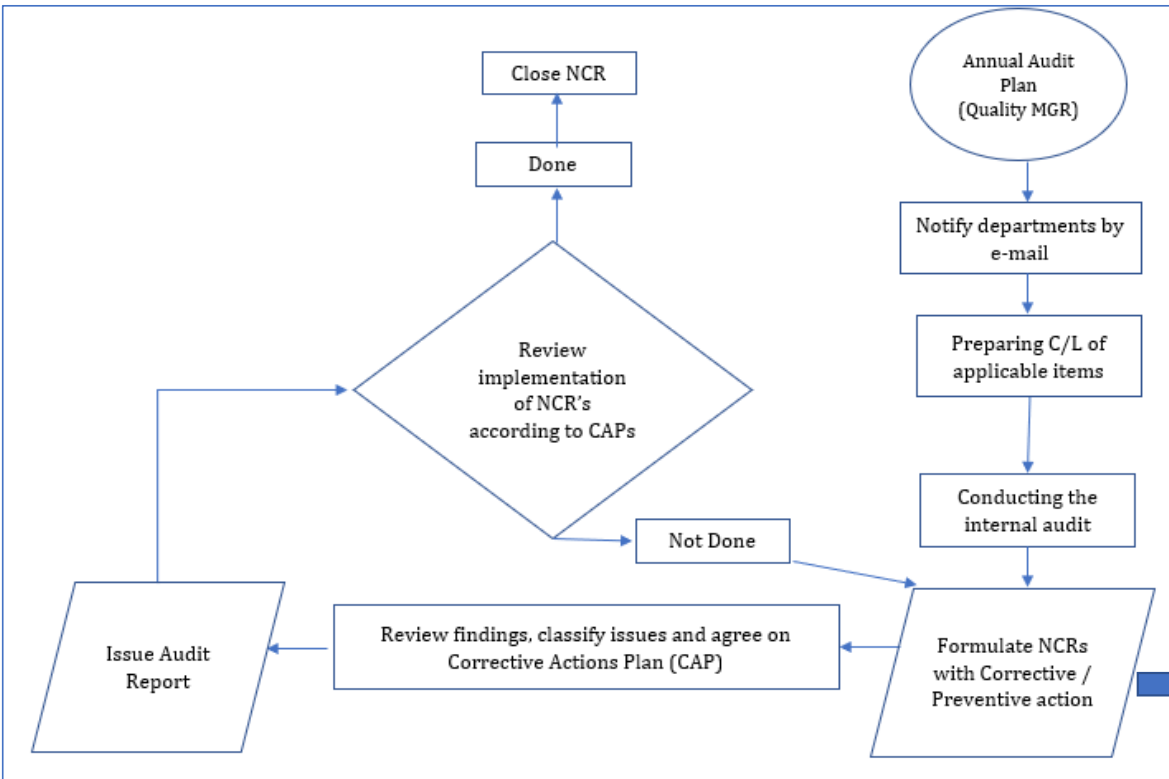 Annual Audit
Plan
(Quality MGR)
Notify departments by
e-mail
Preparing C/L of
applicable items
Conducting the
internal audit
Formulate NCRs
with Corrective /
Preventive action
Review findings, classify issues and agree on
Corrective Actions Plan (CAP)
Issue Audit
Report
Review
implementation
of NCR’s
according to CAPs
Not Done
Done
Close NCR